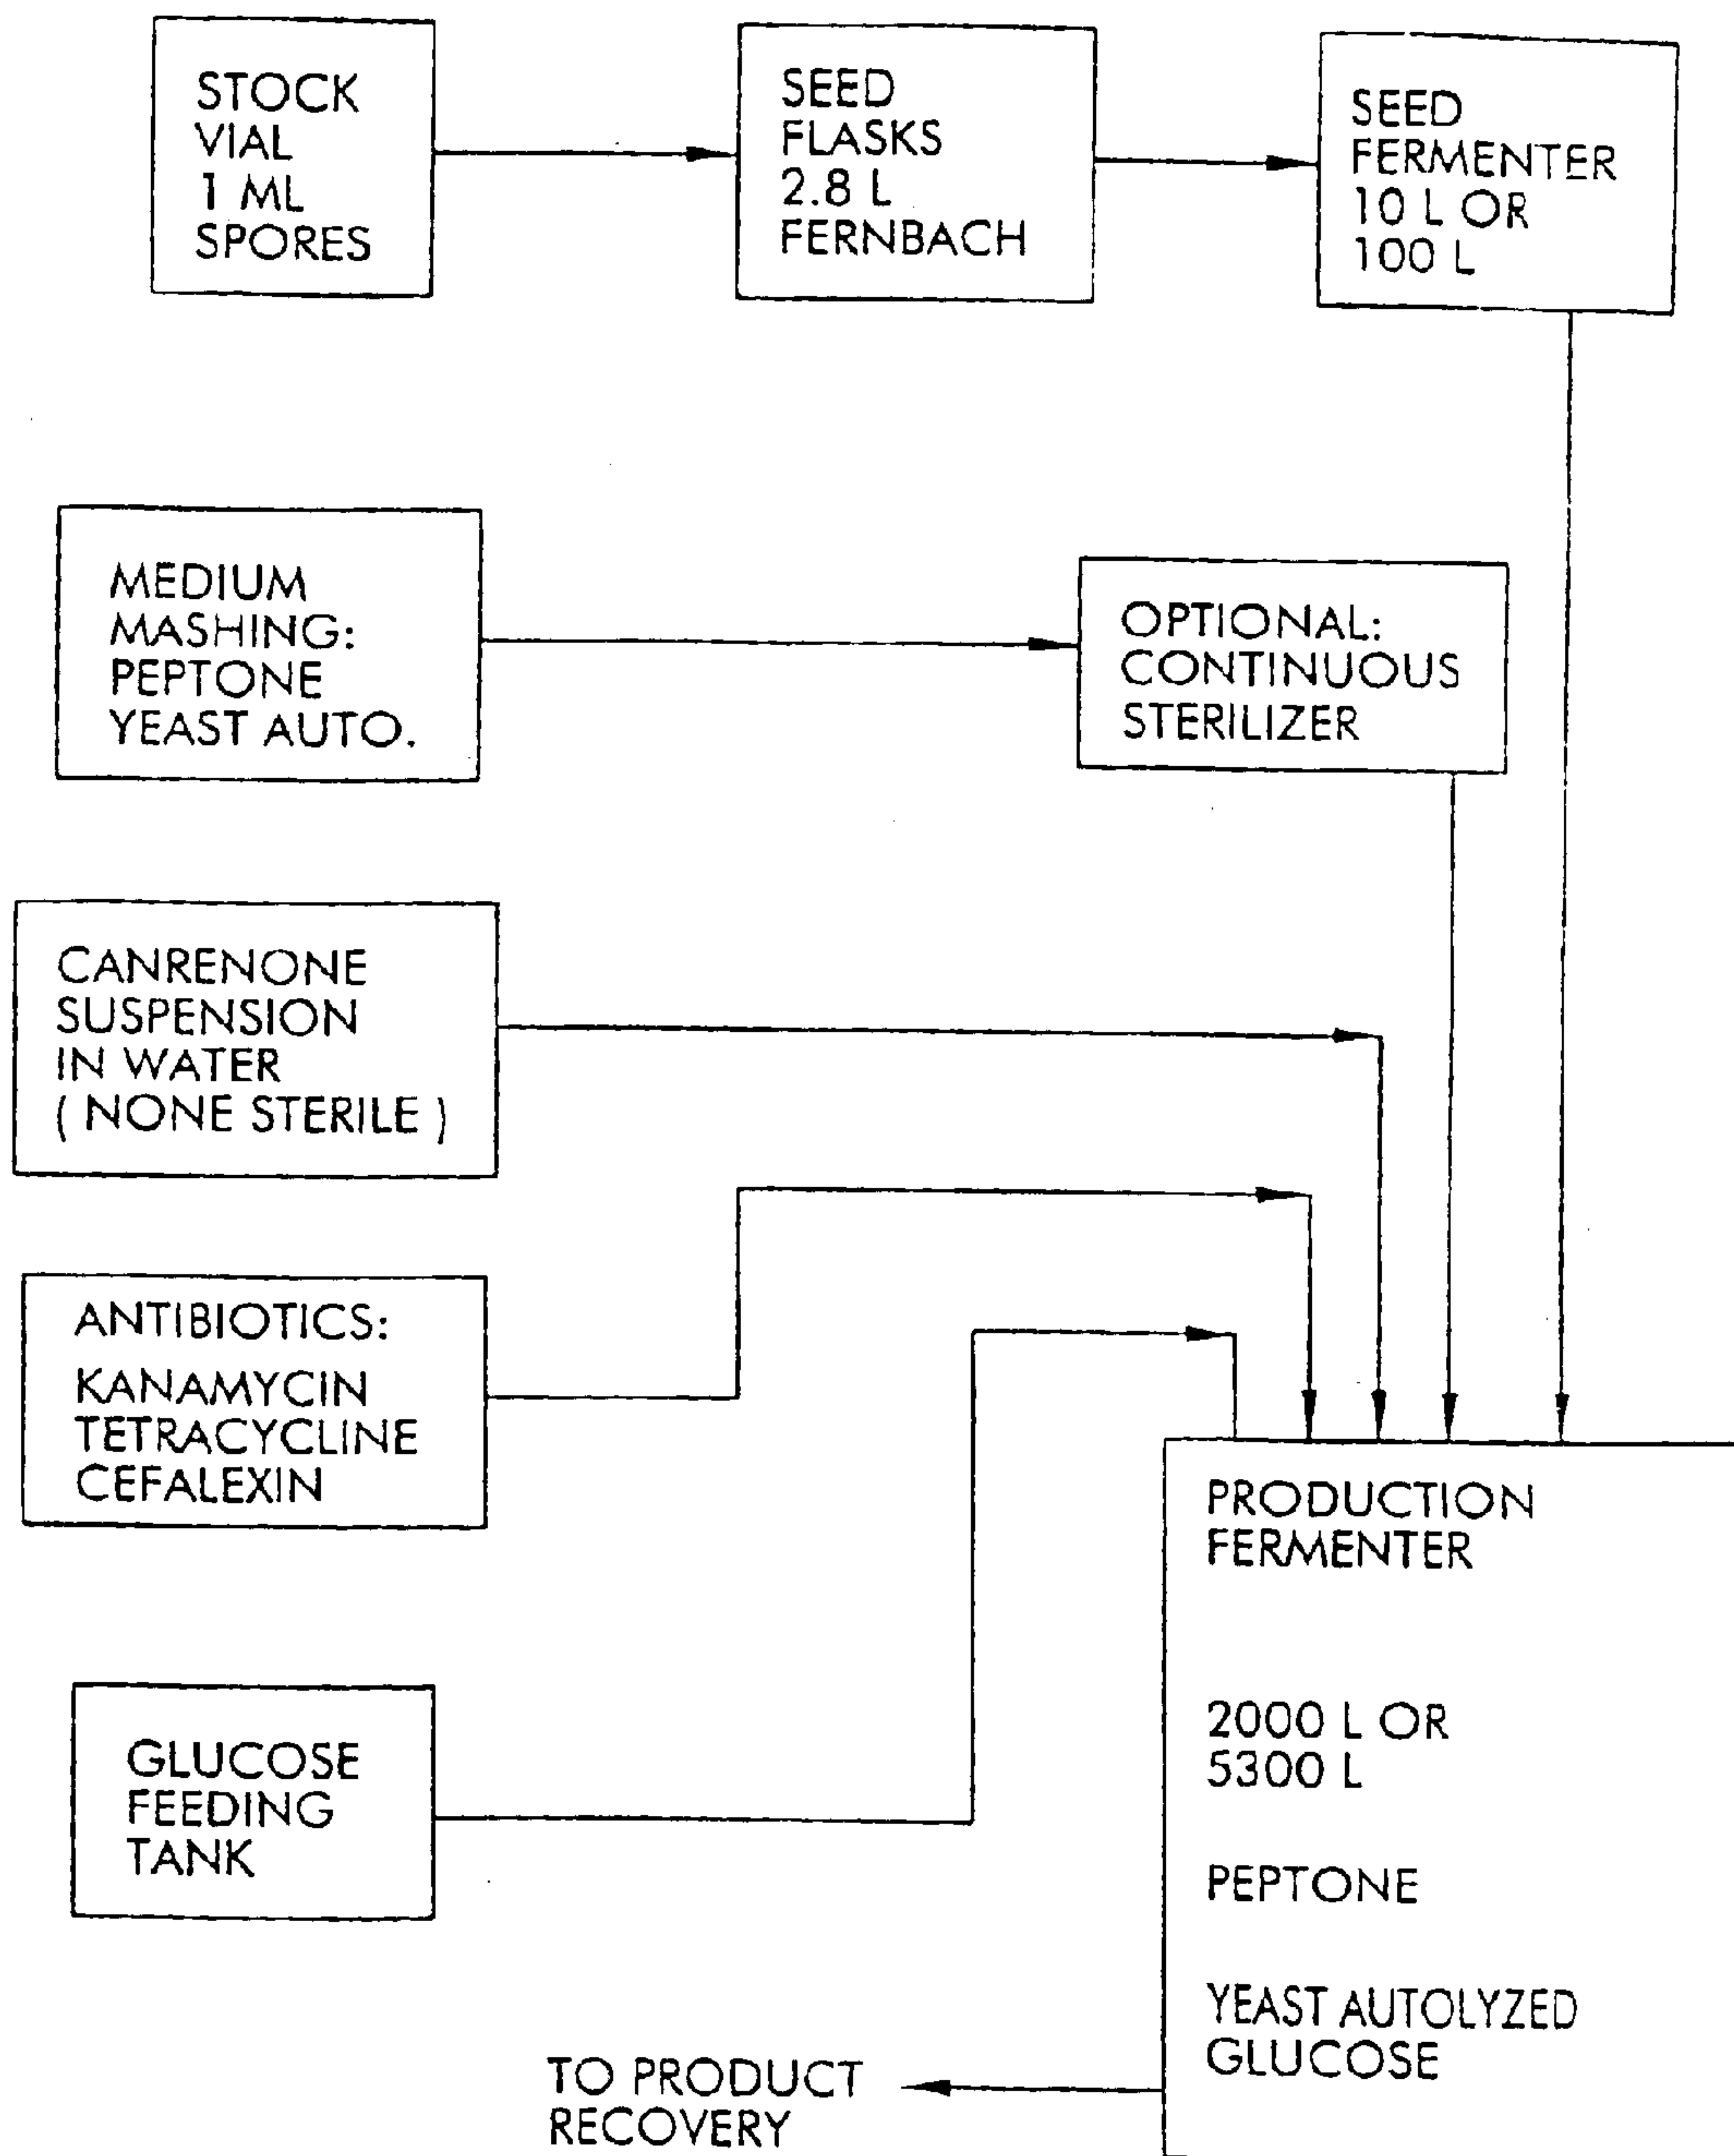 STOCK
VIAL
1 ML
SPORES
SEED
FLASKS
2.8 L
FERNBACH
SEED
FERMENTER
10 L OR
100 L
MEDIUM
MASHING:
PEPTONE
YEAST AUTO.
OPTIONAL:
CONTINUOUS
STERILIZER
CANRENONE
SUSPENSION
IN WATER
( NONE STERILE )
ANTIBIOTICS:
KANAMYCIN
TETRACYCLINE
CEFALEXIN
GLUCOSE
FEEDING
TANK
PRODUCTION
FERMENTER
2000 L OR
5300 L
PEPTONE
YEAST AUTOLYZED
GLUCOSE
TO PRODUCT
RECOVERY